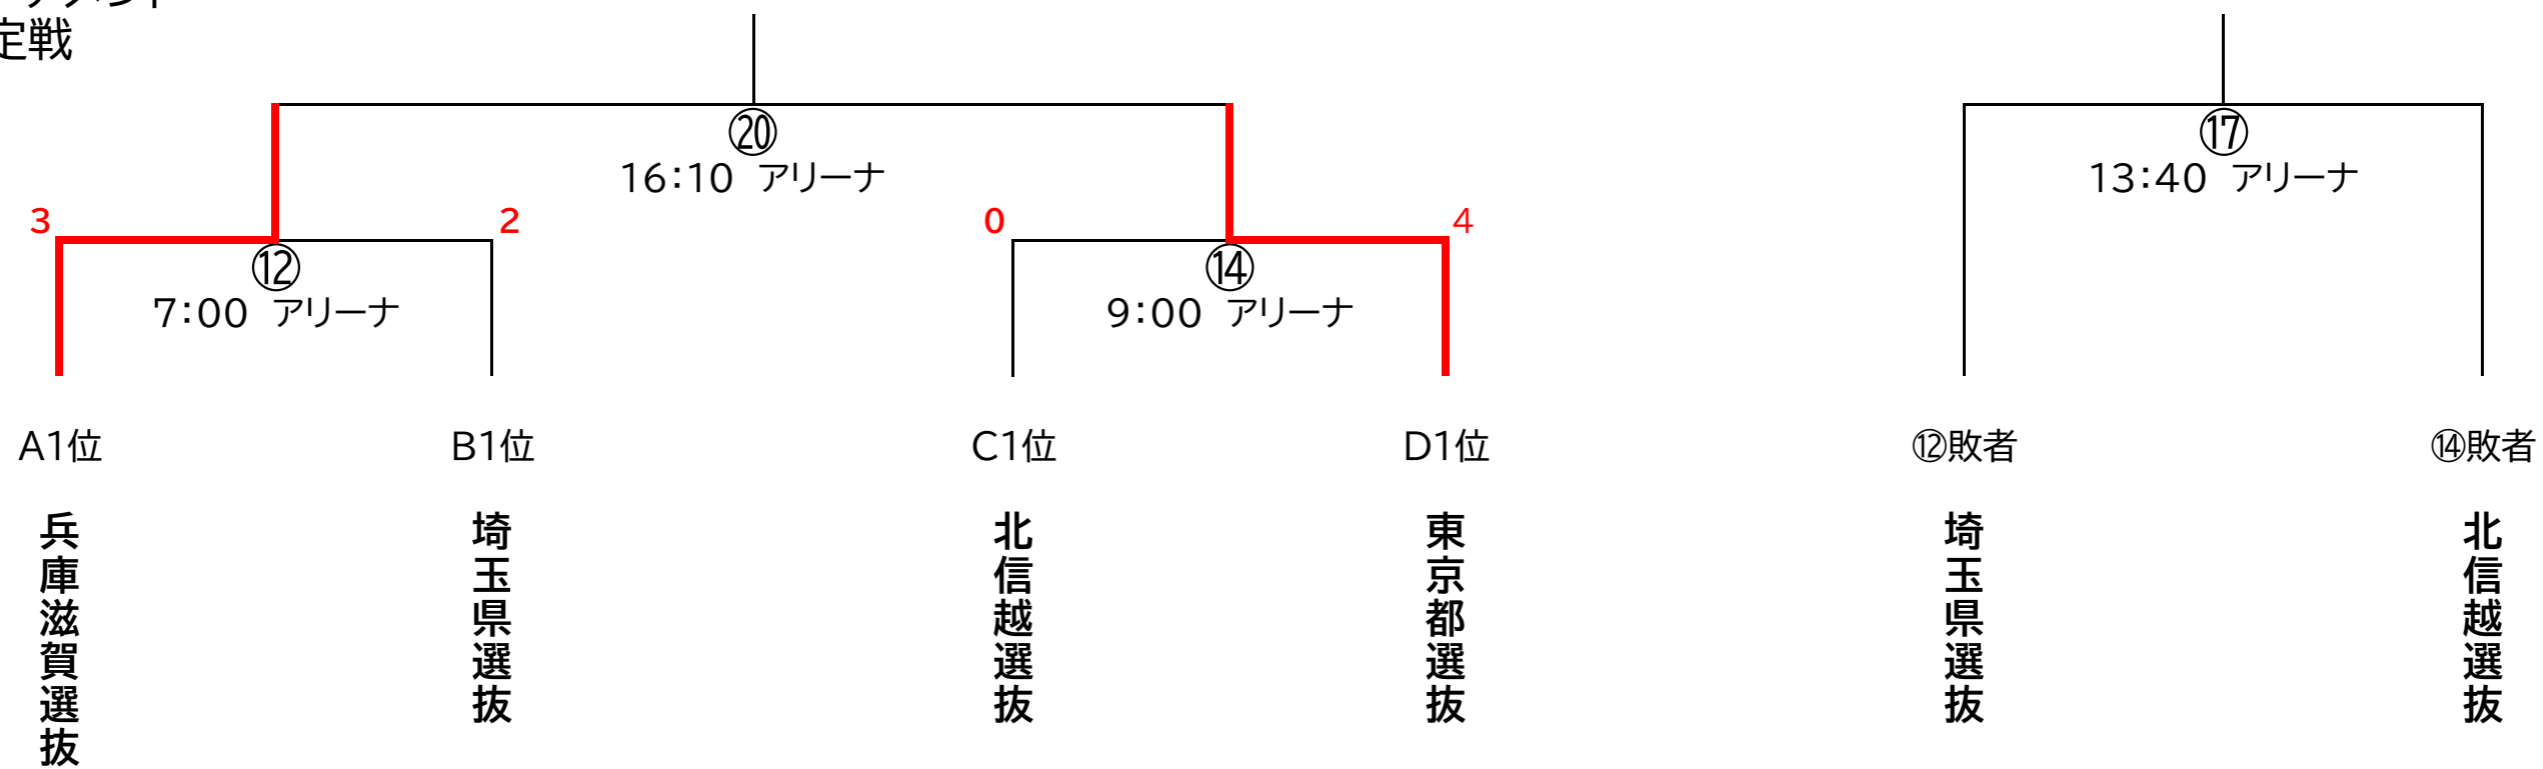 定戦
⑳
⑰
16:10 アリーナ
13:40 アリーナ
3
2
0
4
⑫
⑭
7:00 アリーナ
9:00 アリーナ
A1位
B1位
C1位
D1位
⑫敗者
⑭敗者
兵庫滋賀選抜
埼玉県選抜
北信越選抜
東京都選抜
埼玉県選抜
北信越選抜